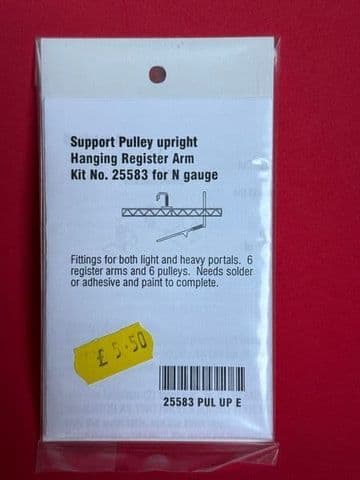 Support Pulley upright
Hanging Register Arm
Kit No. 25583 for N gauge
Fittings for both light and heavy portals. 6
register arms and 6 pulleys. Needs solder
or adhesive and paint to complete.
£5.50
25583 PUL UP E